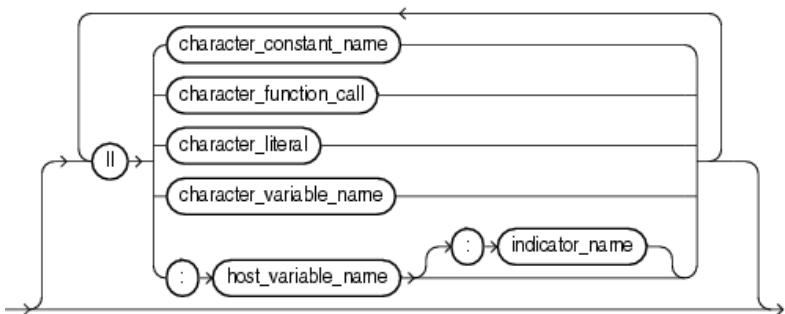 character_constant_name
character_function_call
character_literal
||
character_variable_name
: indicator_name
: host_variable_name